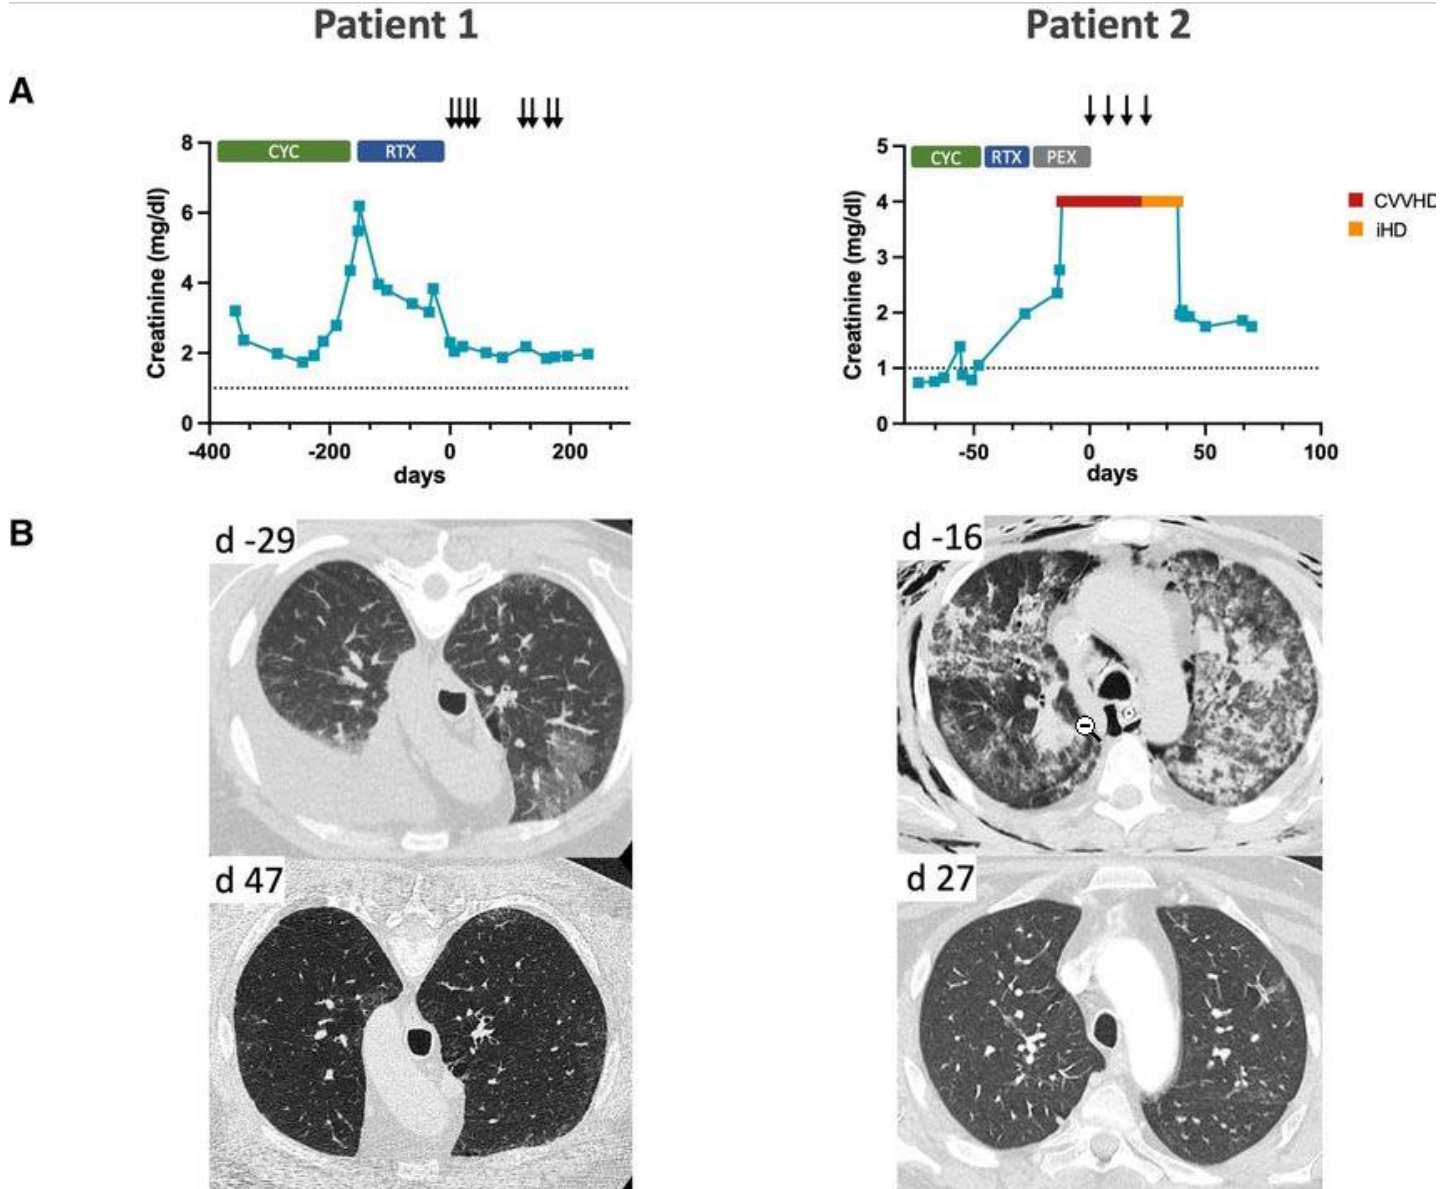 Patient 1
Patient 2
A
CYC RTX
8
6
4
2
0
Creatinine (mg/dl)
-400 -200 0 200
days
CYC RTX PEX
5
4
3
2
1
0
Creatinine (mg/dl)
-50 0 50 100
days
CVVHD
iHD
B
d -29
d -16
d 47
d 27